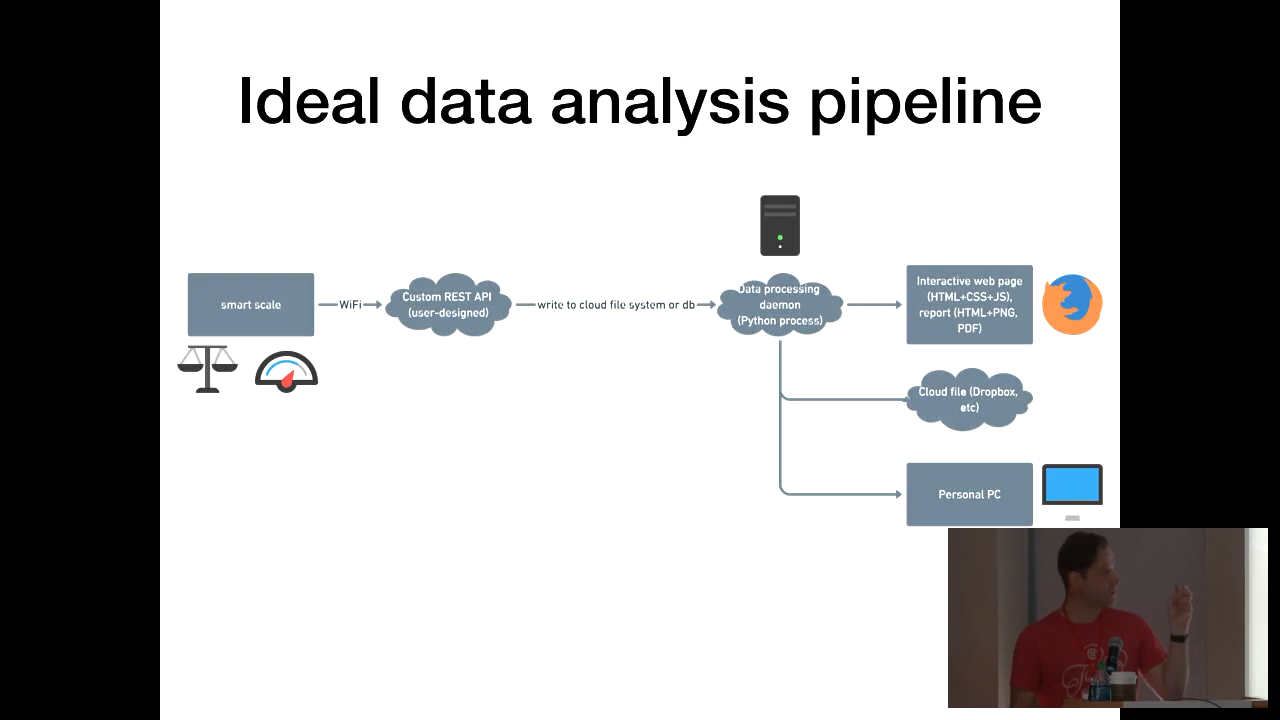 Ideal data analysis pipeline
smart scale
WiFi
Custom REST API
(user-designed)
write to cloud file system or db
Data processing
daemon
(Python process)
Interactive web page
(HTML+CSS+JS),
report (HTML+PNG,
PDF)
Cloud file (Dropbox,
etc)
Personal PC